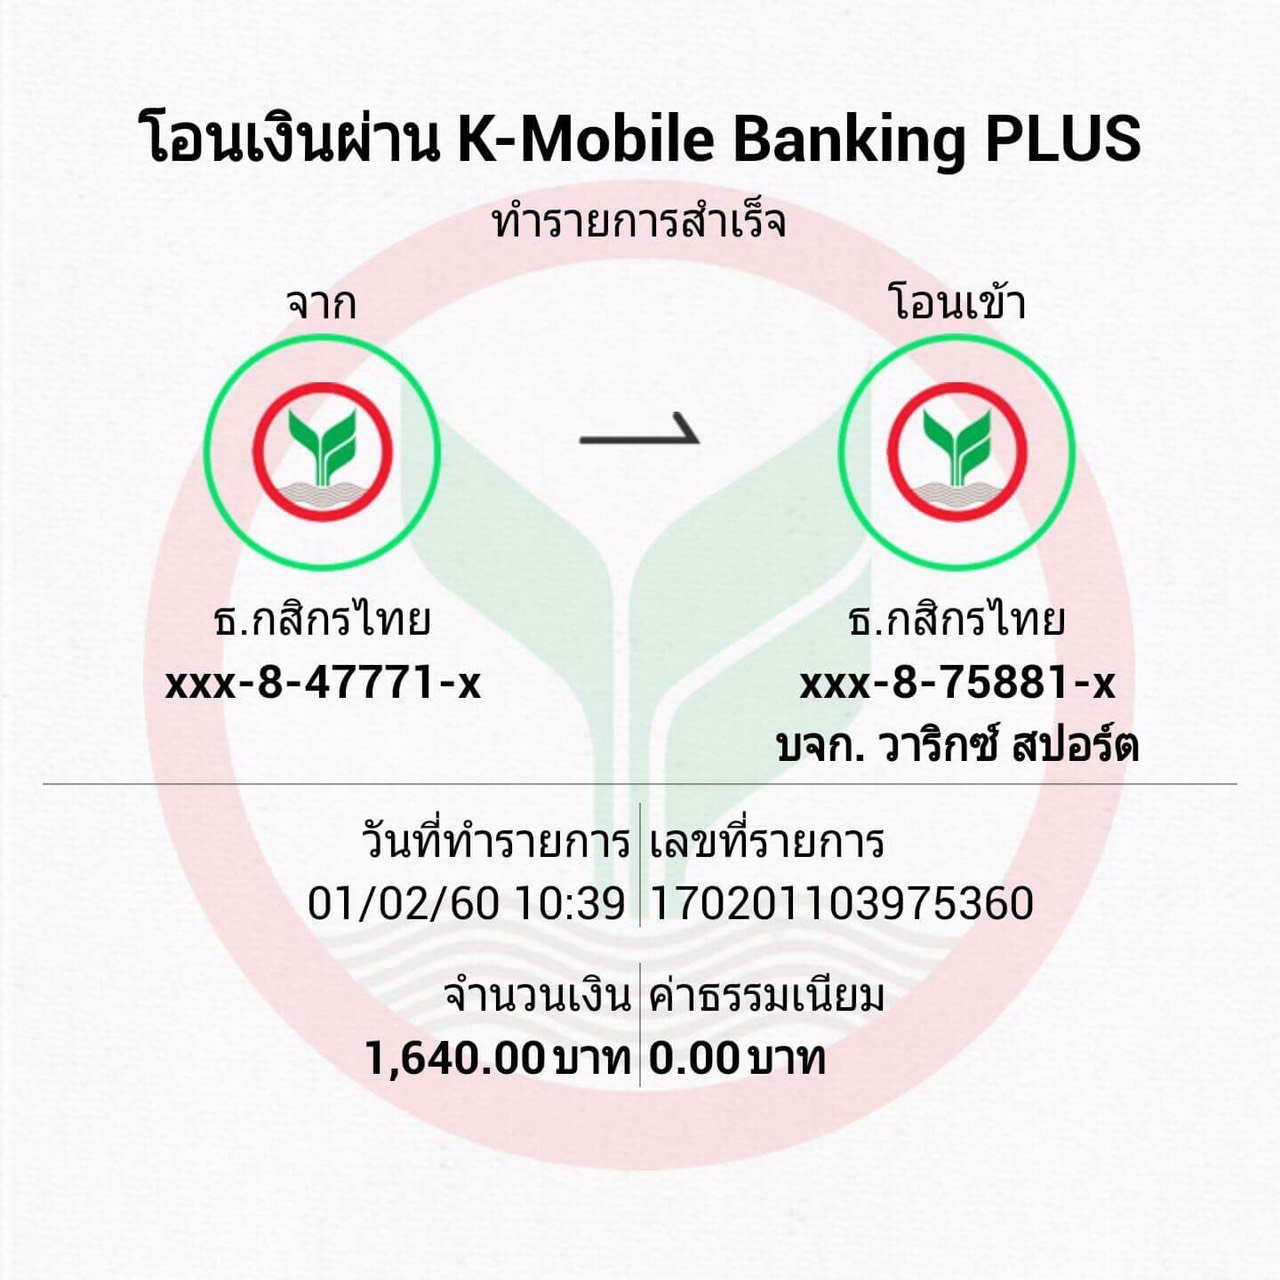 โอนเงินผ่าน K-Mobile Banking PLUS
ทำรายการสำเร็จ
จาก
โอนเข้า
ธ.กสิกรไทย
xxx-8-47771-x
ธ.กสิกรไทย
xxx-8-75881-x
บจก. วาริกซ์ สปอร์ต
วันที่ทำรายการ
01/02/60 10:39
เลขที่รายการ
170201103975360
จำนวนเงิน
1,640.00 บาท
ค่าธรรมเนียม
0.00 บาท